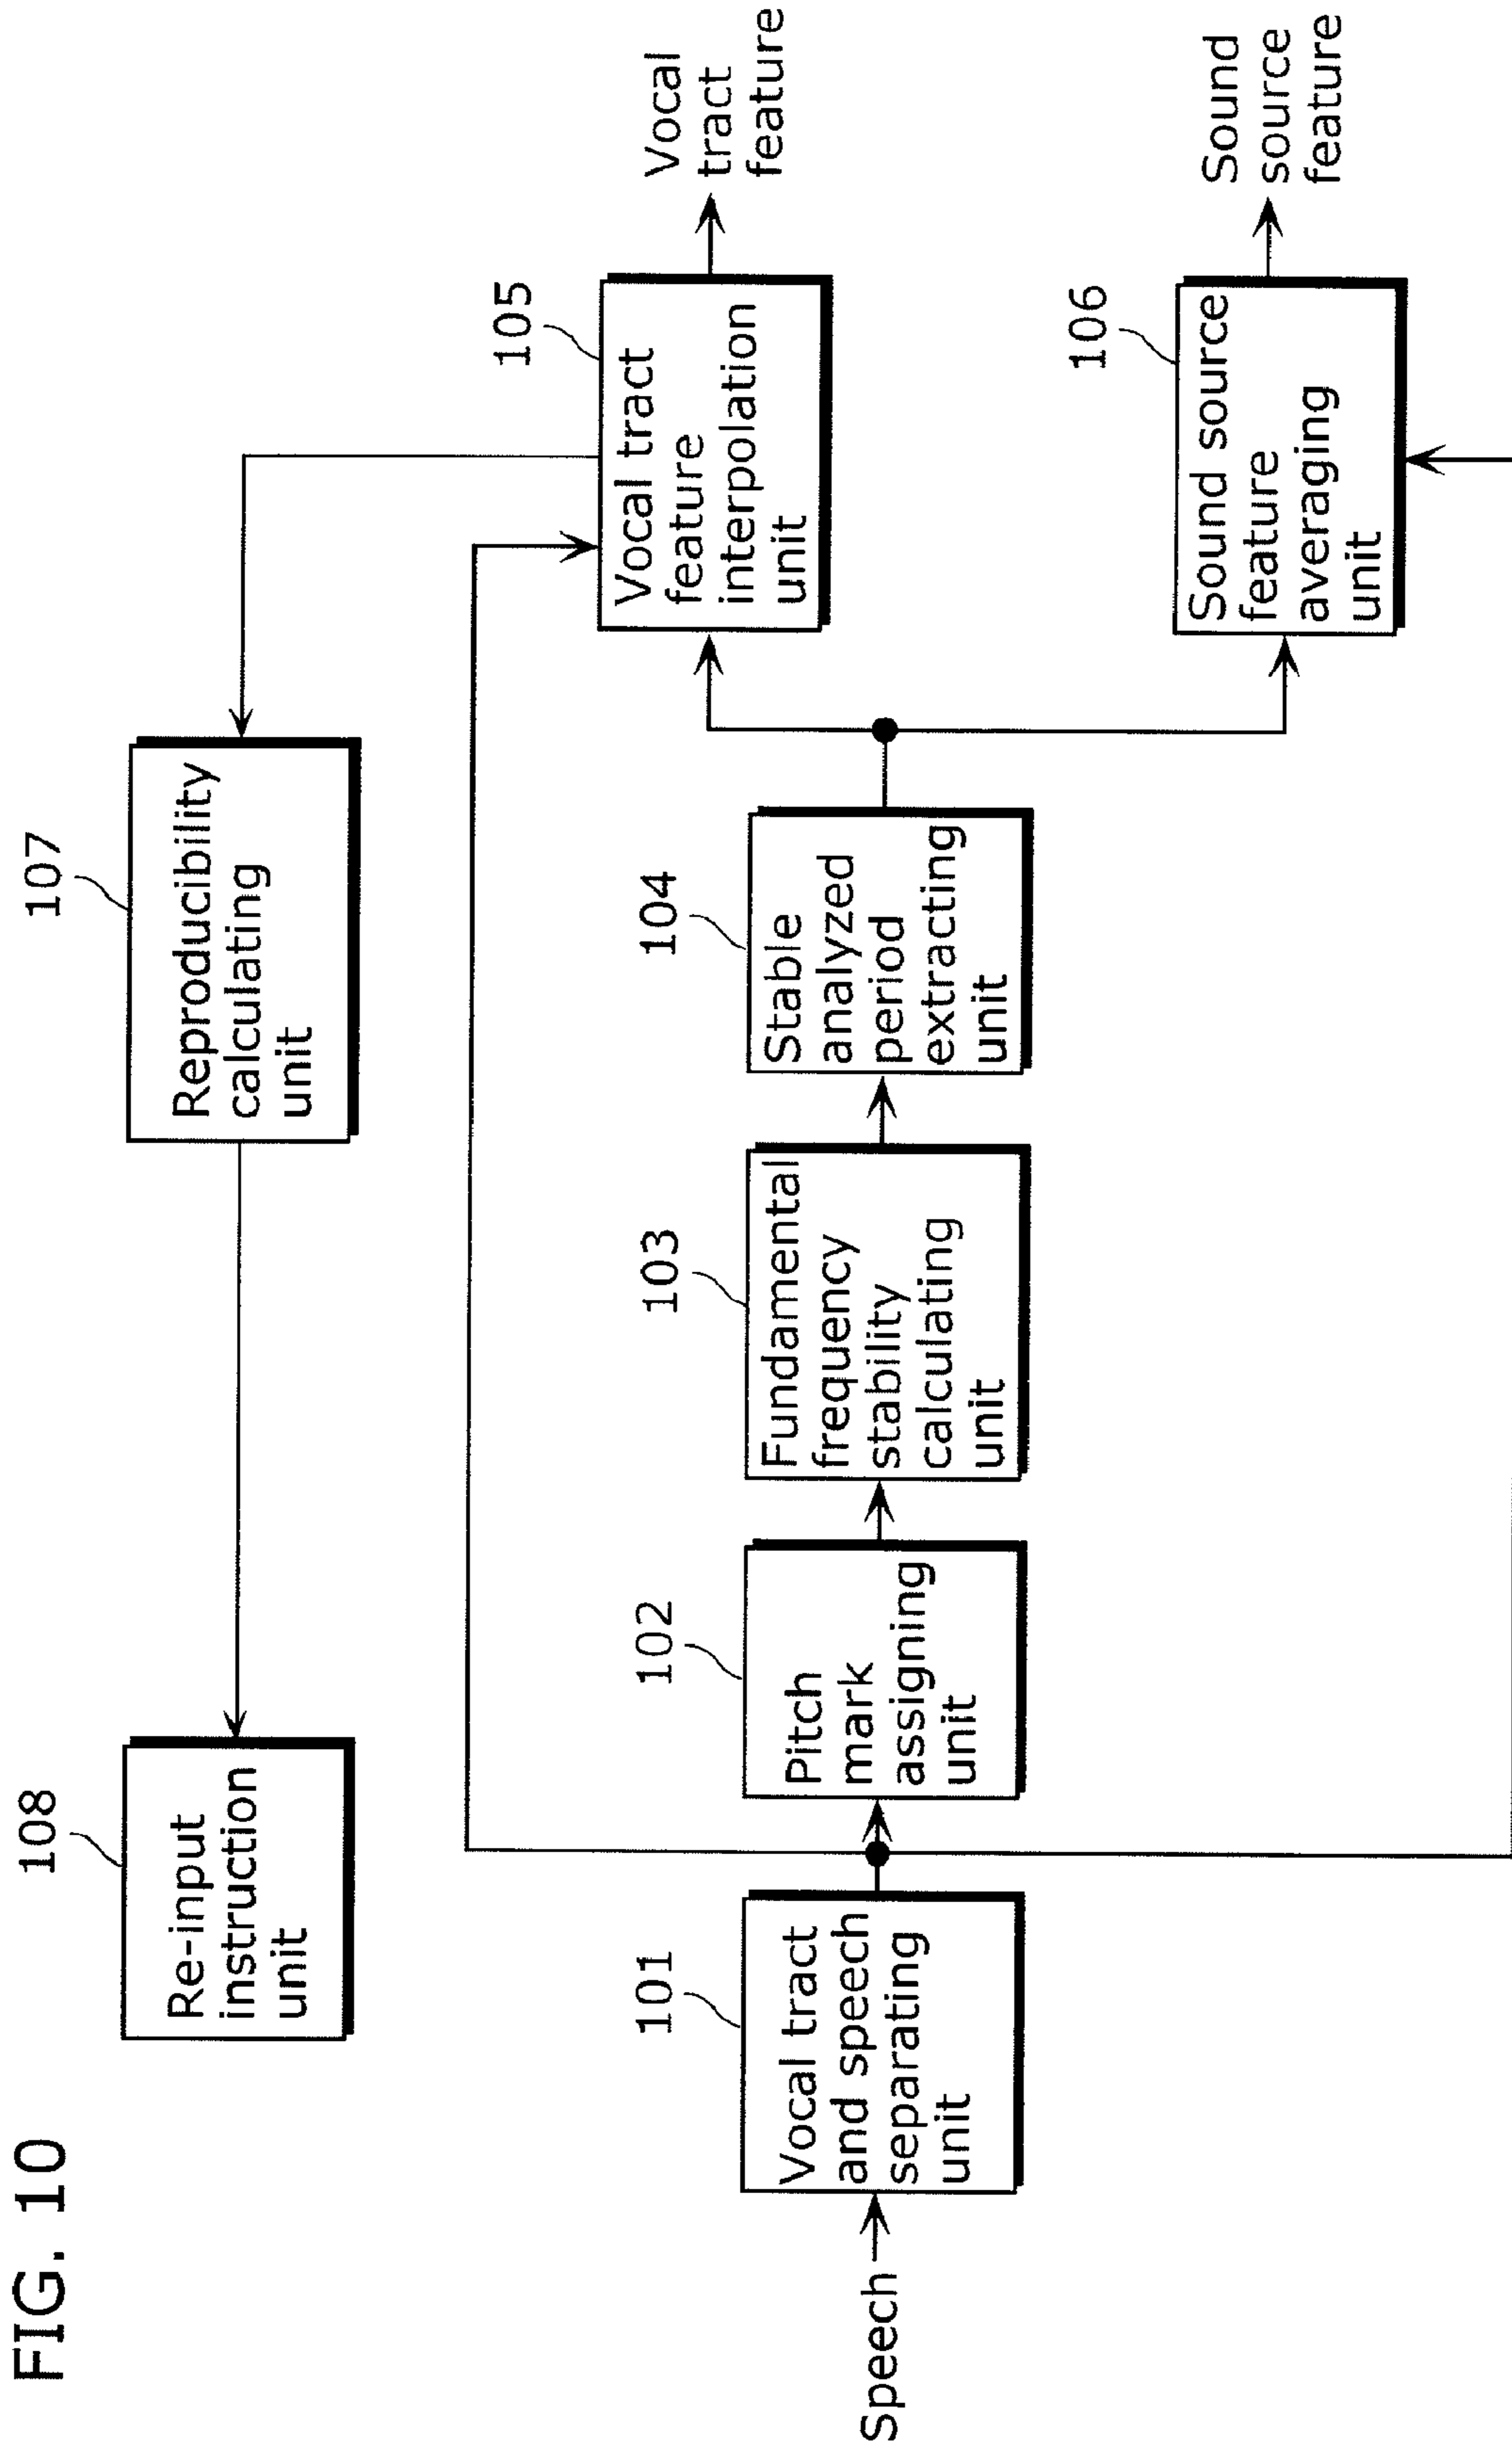 FIG. 10
108
Re-input
instruction
unit
107
Reproducibility
calculating
unit
Speech
101
Vocal tract
and speech
separating
unit
102
Pitch
mark
assigning
unit
103
Fundamental
frequency
stability
calculating
unit
104
Stable
analyzed
period
extracting
unit
105
Vocal tract
feature
interpolation
unit
Vocal
tract
feature
106
Sound source
feature
averaging
unit
Sound
source
feature